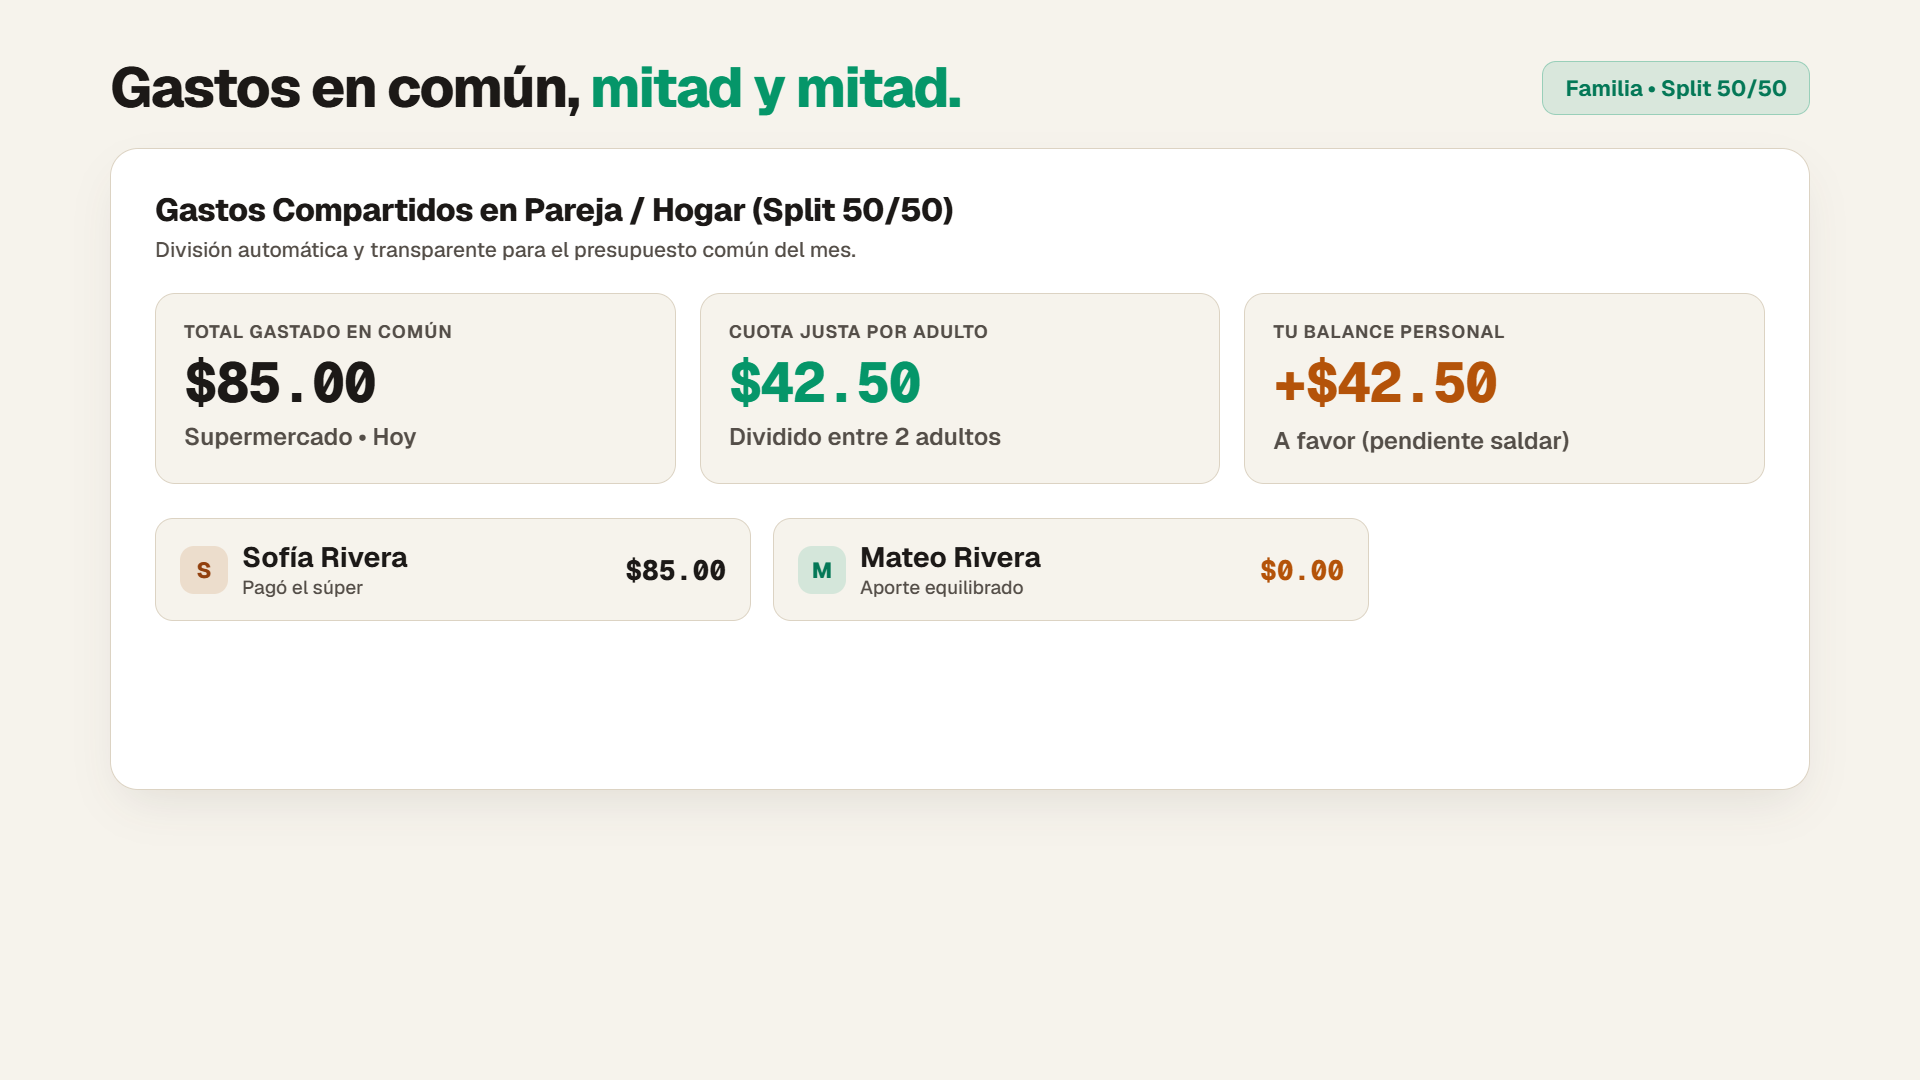 Gastos en común, mitad y mitad.
Familia • Split 50/50
Gastos Compartidos en Pareja / Hogar (Split 50/50)
División automática y transparente para el presupuesto común del mes.
TOTAL GASTADO EN COMÚN
$85.00
Supermercado • Hoy
CUOTA JUSTA POR ADULTO
$42.50
Dividido entre 2 adultos
TU BALANCE PERSONAL
+$42.50
A favor (pendiente saldar)
S
Sofía Rivera
Pagó el súper
$85.00
M
Mateo Rivera
Aporte equilibrado
$0.00